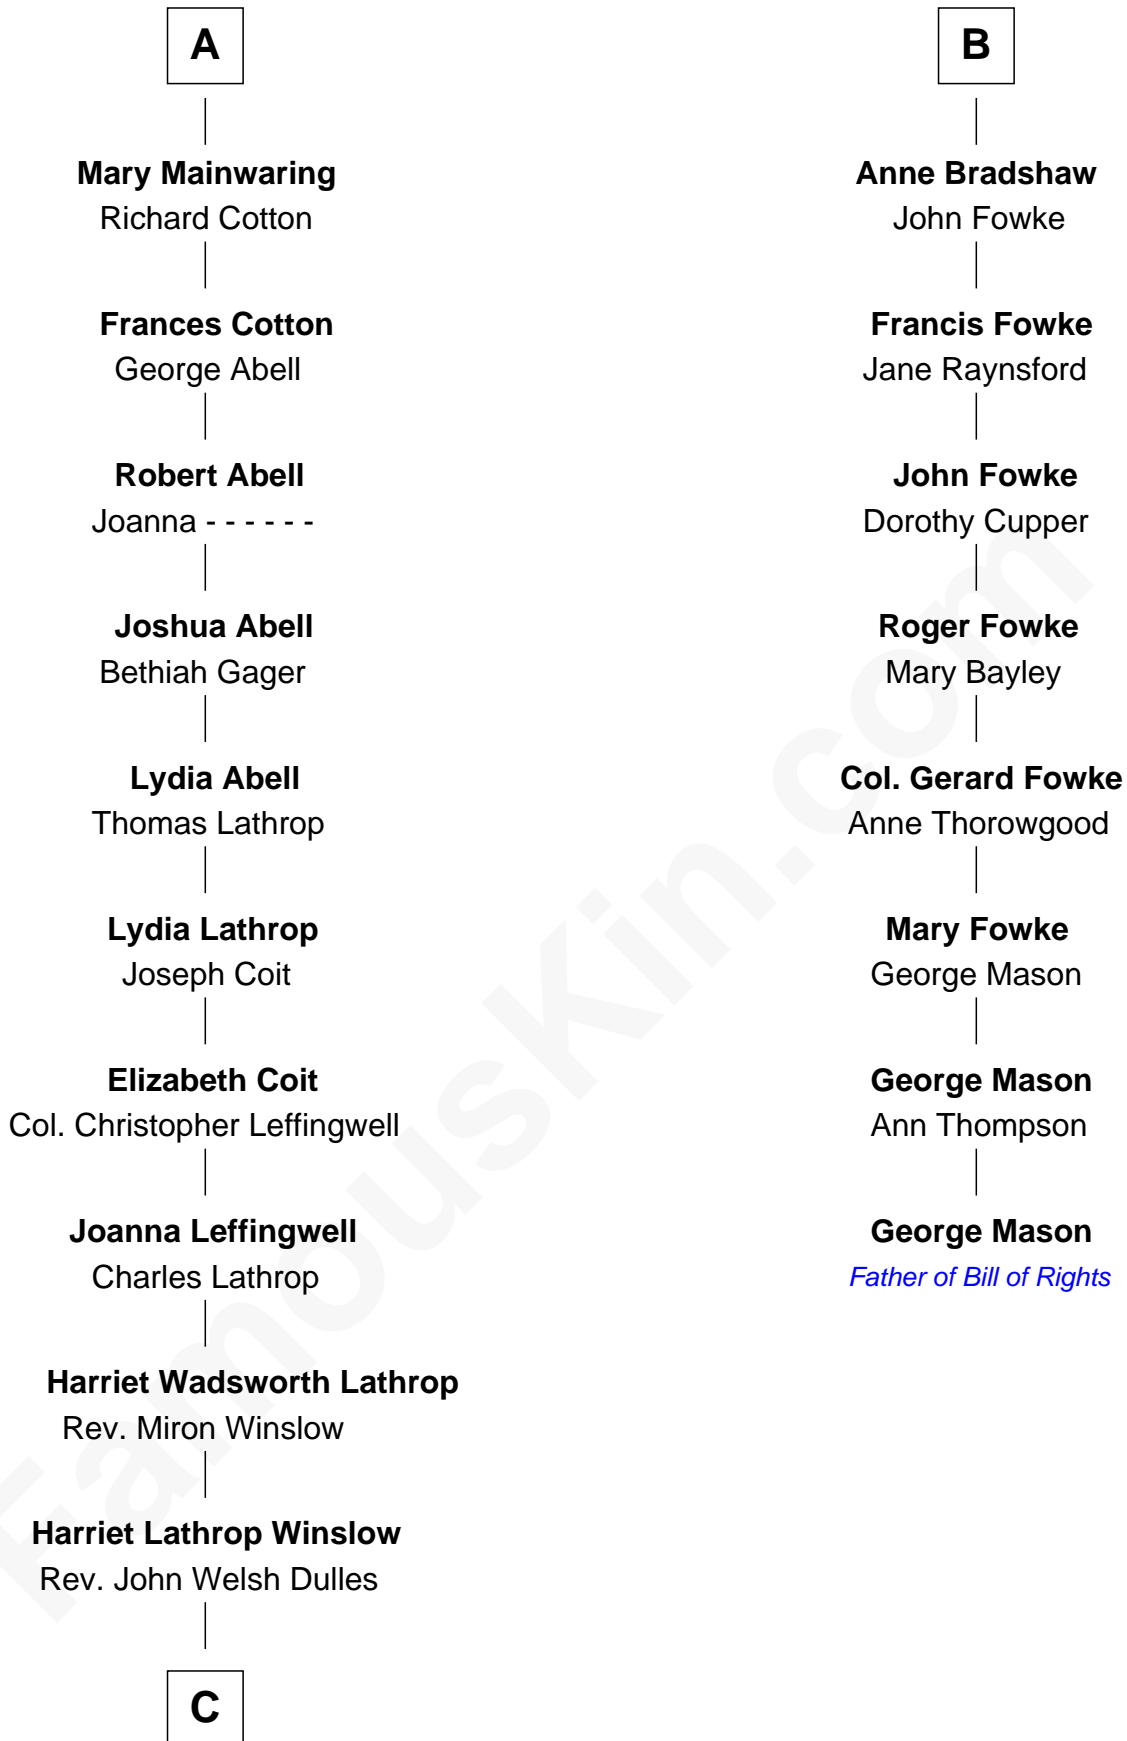 A
Mary Mainwaring
Richard Cotton
Frances Cotton
George Abell
Robert Abell
Joanna - - - - - -
Joshua Abell
Bethiah Gager
Lydia Abell
Thomas Lathrop
Lydia Lathrop
Joseph Coit
Elizabeth Coit
Col. Christopher Leffingwell
Joanna Leffingwell
Charles Lathrop
Harriet Wadsworth Lathrop
Rev. Miron Winslow
Harriet Lathrop Winslow
Rev. John Welsh Dulles
C
B
Anne Bradshaw
John Fowke
Francis Fowke
Jane Raynsford
John Fowke
Dorothy Cupper
Roger Fowke
Mary Bayley
Col. Gerard Fowke
Anne Thorowgood
Mary Fowke
George Mason
George Mason
Ann Thompson
George Mason
Father of Bill of Rights
FamousKin.com